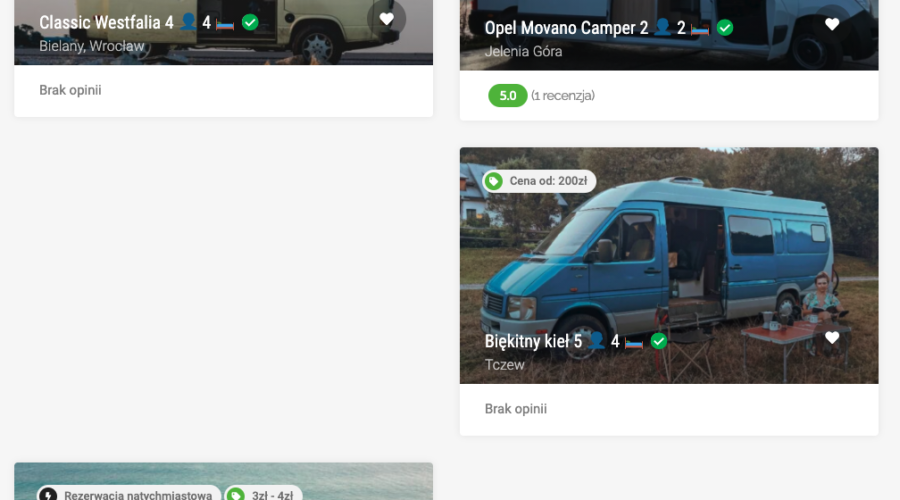 Classic Westfalia 4 👤 4 🛏️ ✅
Bielany, Wrocław
Brak opinii
Opel Movano Camper 2 👤 2 🛏️ ✅
Jelenia Góra
5.0 (1 recenzja)
Cena od: 200zł
Biękitny kieł 5 👤 4 🛏️ ✅
Tczew
Brak opinii
Rezerwacja natychmiastowa 3zł - 4zł